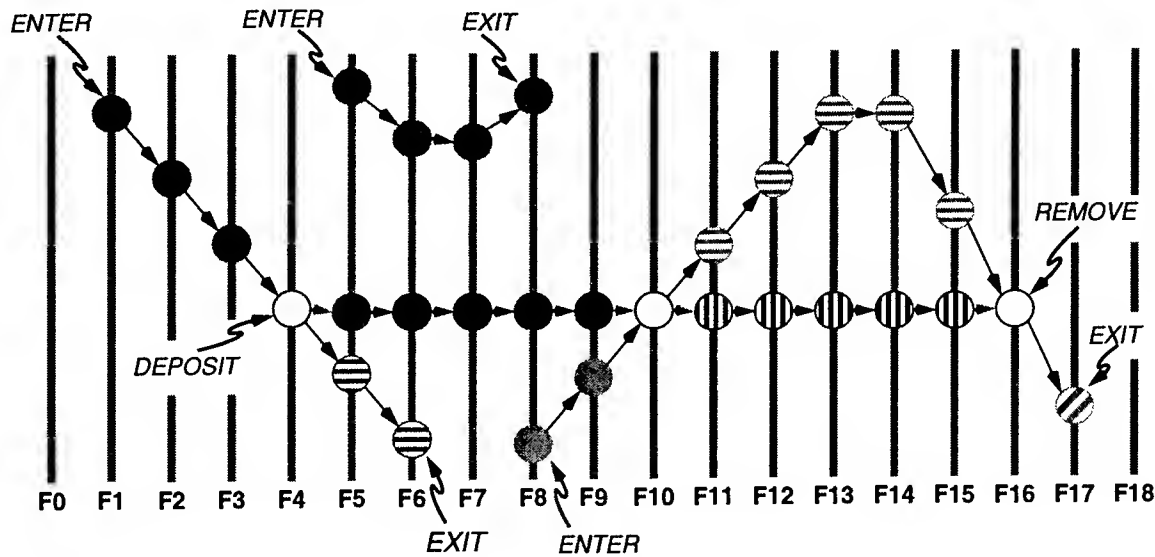 ENTER
ENTER
EXIT
REMOVE
DEPOSIT
EXIT
F0 F1 F2 F3 F4 F5 F6 F7 F8 F9 F10 F11 F12 F13 F14 F15 F16 F17 F18
EXIT
ENTER